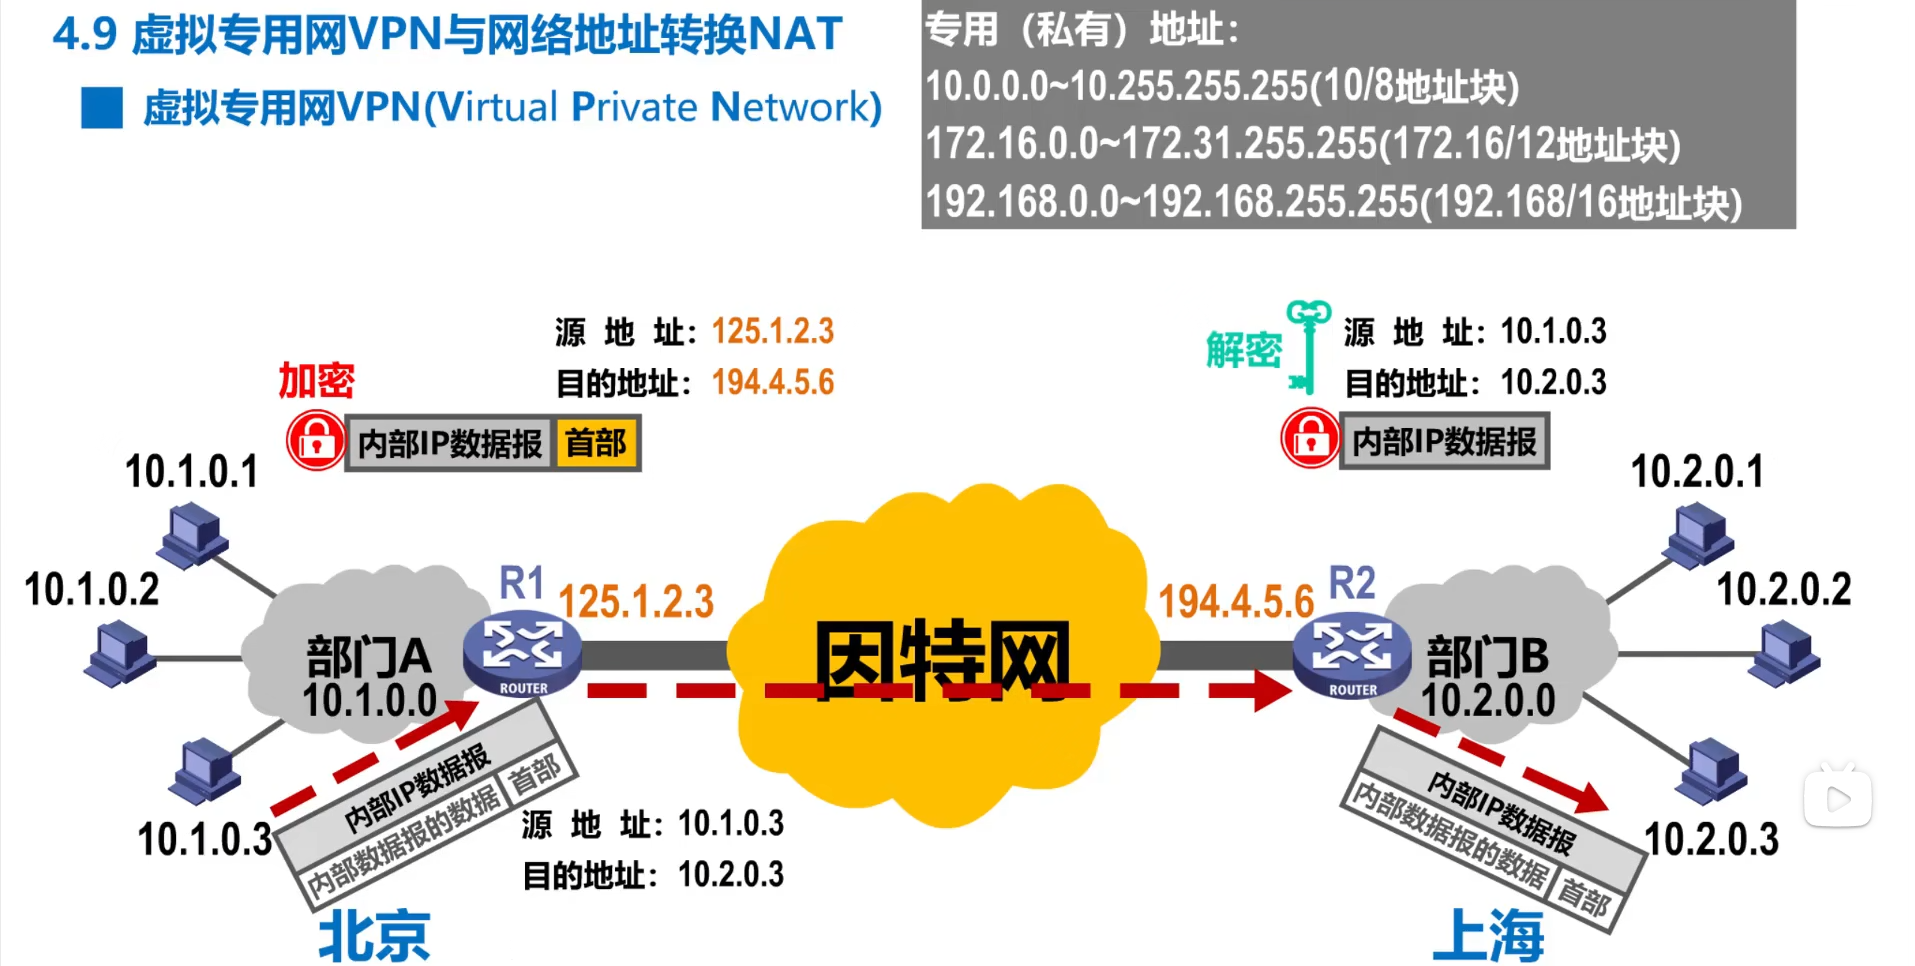 4.9 虚拟专用网VPN与网络地址转换NAT
虚拟专用网VPN(Virtual Private Network)
专用（私有）地址：
10.0.0.0~10.255.255.255(10/8地址块)
172.16.0.0~172.31.255.255(172.16/12地址块)
192.168.0.0~192.168.255.255(192.168/16地址块)
源 地 址：125.1.2.3
目的地址：194.4.5.6
加密
内部IP数据报 首部
解密
源 地 址：10.1.0.3
目的地址：10.2.0.3
内部IP数据报
10.1.0.1
10.1.0.2
10.1.0.3
部门A
10.1.0.0
R1
ROUTER
125.1.2.3
因特网
194.4.5.6
R2
ROUTER
部门B
10.2.0.0
10.2.0.1
10.2.0.2
10.2.0.3
内部IP数据报
内部数据报的数据 首部
源 地 址：10.1.0.3
目的地址：10.2.0.3
内部IP数据报
内部数据报的数据 首部
北京
上海